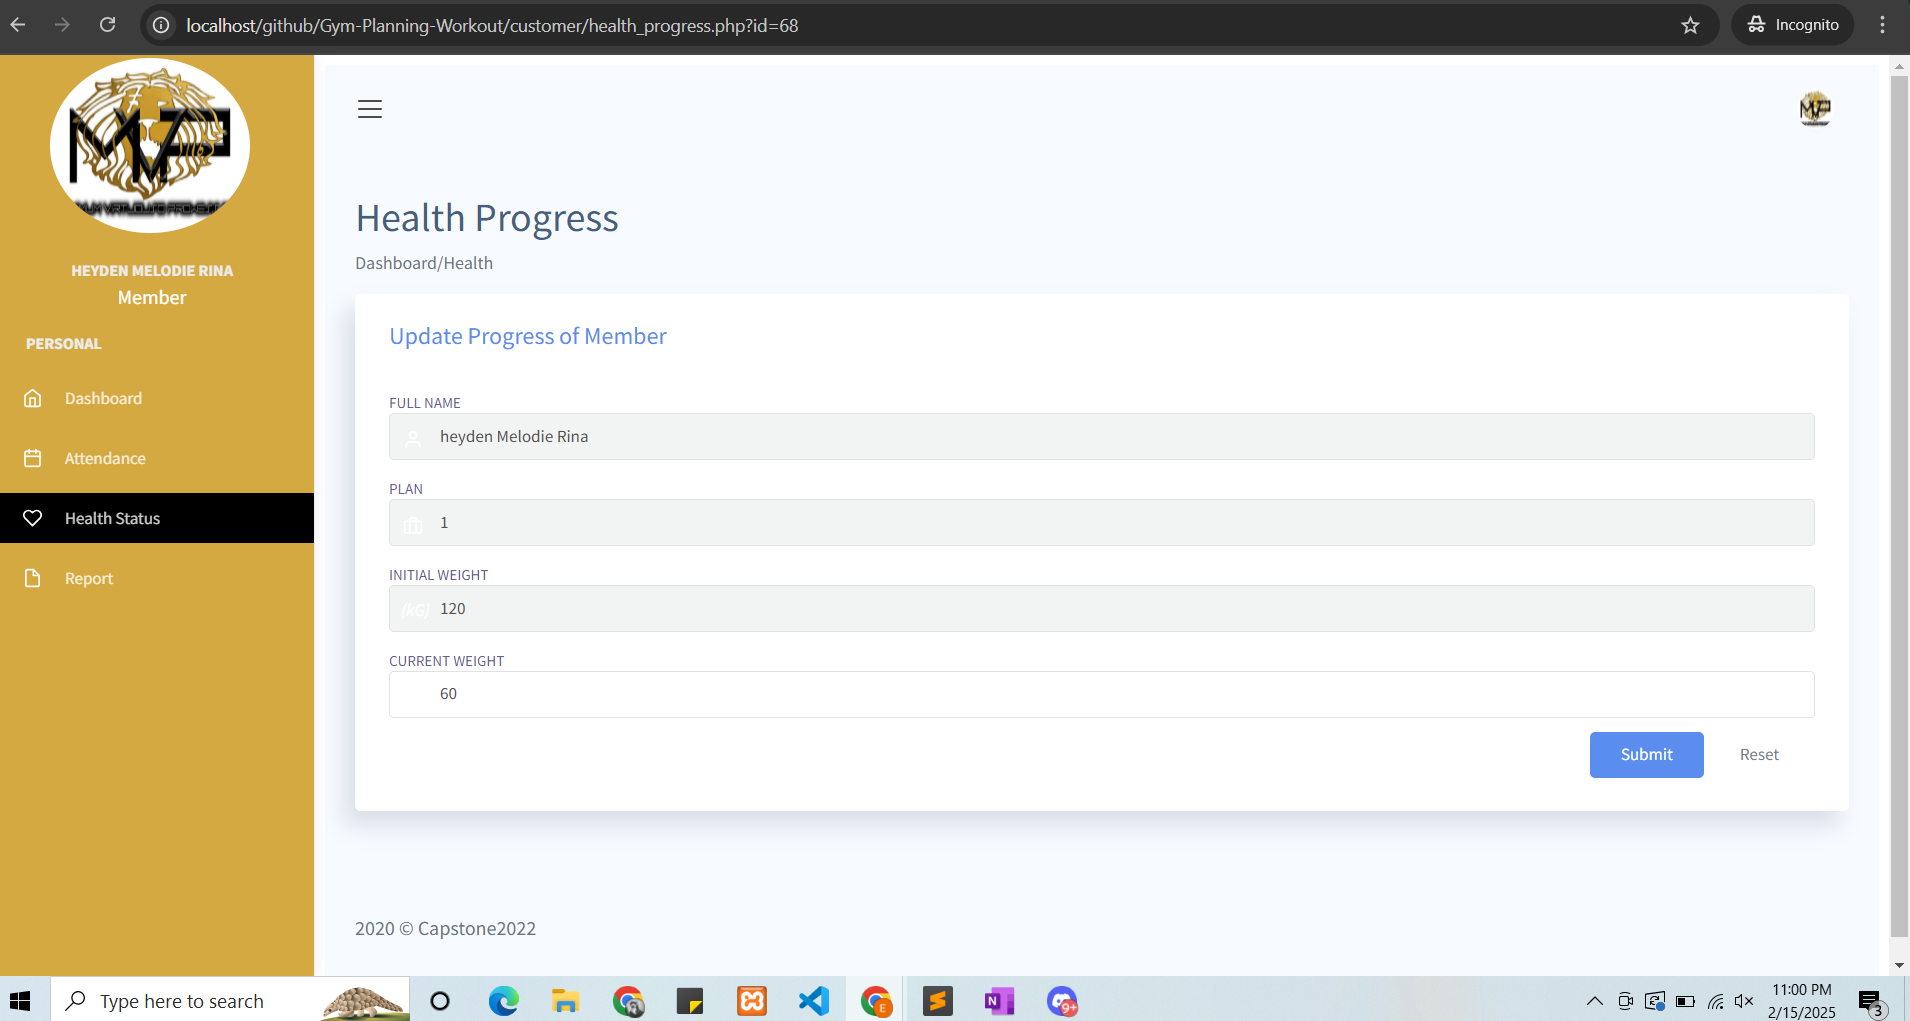 localhost/github/Gym-Planning-Workout/customer/health_progress.php?id=68
Incognito
MVP
HEYDEN MELODIE RINA
Member
PERSONAL
Dashboard
Attendance
Health Status
Report
Health Progress
Dashboard/Health
Update Progress of Member
FULL NAME
heyden Melodie Rina
PLAN
1
INITIAL WEIGHT
(kG) 120
CURRENT WEIGHT
60
Submit
Reset
2020 © Capstone2022
Type here to search
E
N
9+
11:00 PM
2/15/2025
3